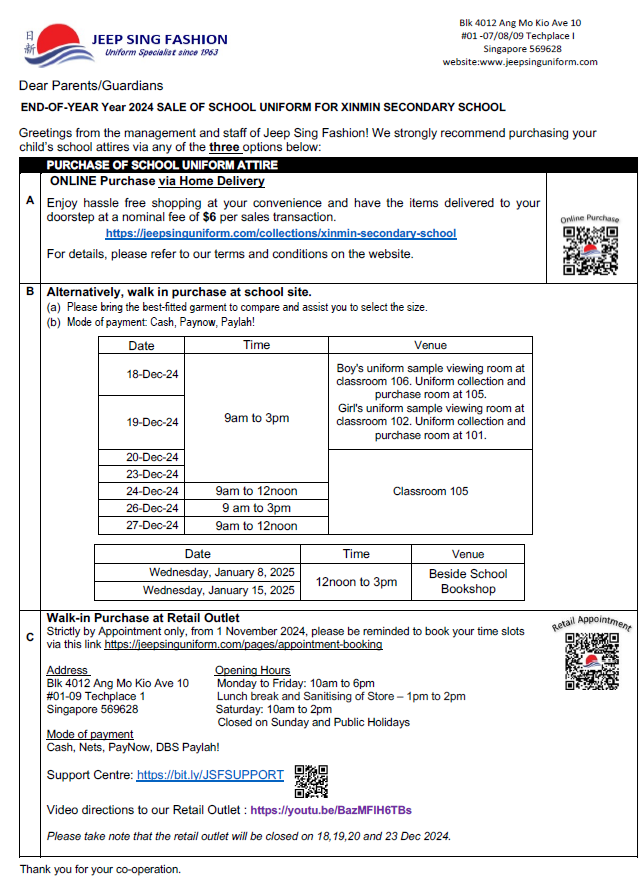 日
新
JEEP SING FASHION
Uniform Specialist since 1963
Blk 4012 Ang Mo Kio Ave 10
#01 -07/08/09 Techplace I
Singapore 569628
website:www.jeepsinguniform.com
Dear Parents/Guardians
END-OF-YEAR Year 2024 SALE OF SCHOOL UNIFORM FOR XINMIN SECONDARY SCHOOL
Greetings from the management and staff of Jeep Sing Fashion! We strongly recommend purchasing your
child's school attires via any of the three options below:
PURCHASE OF SCHOOL UNIFORM ATTIRE
A
ONLINE Purchase via Home Delivery
Enjoy hassle free shopping at your convenience and have the items delivered to your
doorstep at a nominal fee of $6 per sales transaction.
https://jeepsinguniform.com/collections/xinmin-secondary-school
For details, please refer to our terms and conditions on the website.
Online Purchase
B
Alternatively, walk in purchase at school site.
(a) Please bring the best-fitted garment to compare and assist you to select the size.
(b) Mode of payment: Cash, Paynow, Paylah!
Date Time Venue
18-Dec-24
19-Dec-24
20-Dec-24
23-Dec-24
9am to 3pm
Boy's uniform sample viewing room at
classroom 106. Uniform collection and
purchase room at 105.
Girl's uniform sample viewing room at
classroom 102. Uniform collection and
purchase room at 101.
24-Dec-24 9am to 12noon
26-Dec-24 9 am to 3pm
27-Dec-24 9am to 12noon
Classroom 105
Date Time Venue
Wednesday, January 8, 2025
Wednesday, January 15, 2025
12noon to 3pm
Beside School
Bookshop
C
Walk-in Purchase at Retail Outlet
Strictly by Appointment only, from 1 November 2024, please be reminded to book your time slots
via this link https://jeepsinguniform.com/pages/appointment-booking
Retail Appointment
Address
Blk 4012 Ang Mo Kio Ave 10
#01-09 Techplace 1
Singapore 569628
Opening Hours
Monday to Friday: 10am to 6pm
Lunch break and Sanitising of Store – 1pm to 2pm
Saturday: 10am to 2pm
Closed on Sunday and Public Holidays
Mode of payment
Cash, Nets, PayNow, DBS Paylah!
Support Centre: https://bit.ly/JSFSUPPORT
Video directions to our Retail Outlet : https://youtu.be/BazMFlH6TBs
Please take note that the retail outlet will be closed on 18,19,20 and 23 Dec 2024.
Thank you for your co-operation.